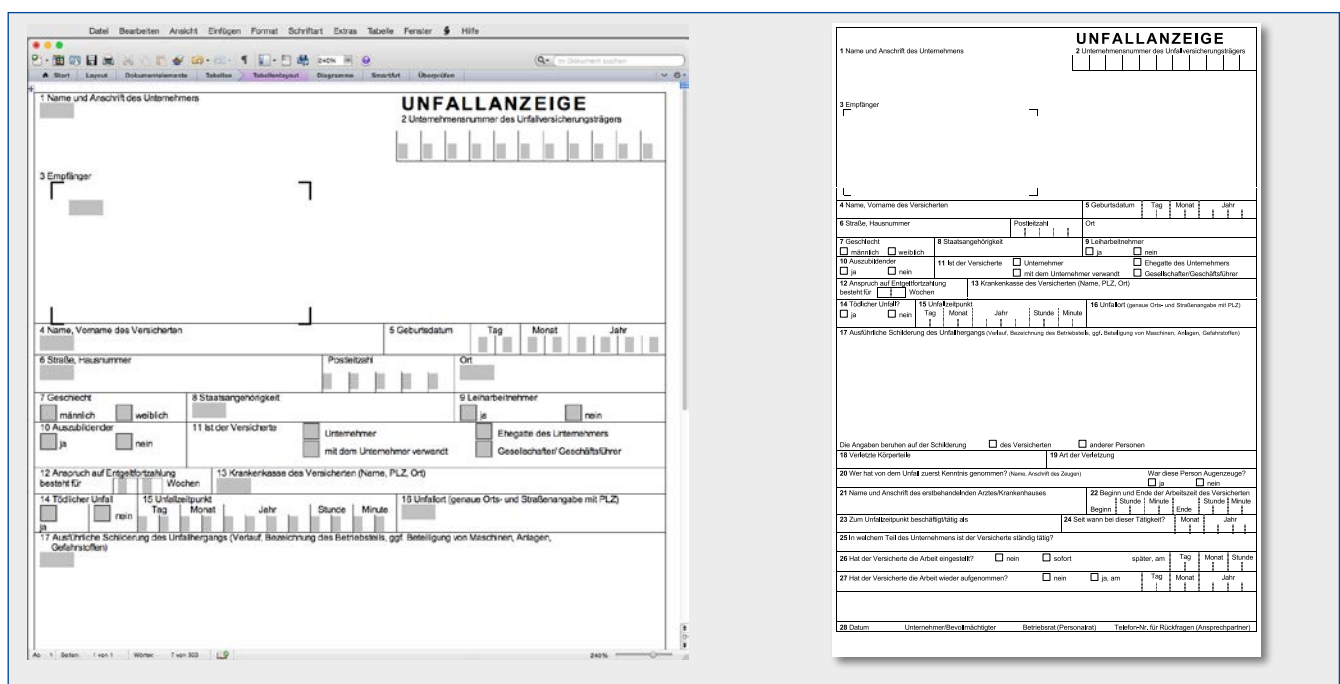 Datei Bearbeiten Ansicht Einfügen Format Schriftart Extras Tabelle Fenster Hilfe
240%
Im Dokument suchen
Start Layout Dokumentelemente Tabellen Tabellenlayout Diagramme SmartArt Überprüfen
1 Name und Anschrift des Unternehmers
UNFALLANZEIGE
2 Unternehmensnummer des Unfallversicherungsträgers
3 Empfänger
4 Name, Vorname des Versicherten 5 Geburtsdatum Tag Monat Jahr
6 Straße, Hausnummer Postleitzahl Ort
7 Geschlecht 8 Staatsangehörigkeit 9 Leiharbeitnehmer
männlich weiblich ja nein
10 Auszubildender 11 Ist der Versicherte Unternehmer Ehegatte des Unternehmers
ja nein mit dem Unternehmer verwandt Gesellschafter/Geschäftsführer
12 Anspruch auf Entgeltfortzahlung 13 Krankenkasse des Versicherten (Name, PLZ, Ort)
besteht für Wochen
14 Tödlicher Unfall 15 Unfallzeitpunkt 16 Unfallort (genaue Orts- und Straßenangabe mit PLZ)
ja nein Tag Monat Jahr Stunde Minute
17 Ausführliche Schilderung des Unfallhergangs (Verlauf, Bezeichnung des Betriebsteils, ggf. Beteiligung von Maschinen, Anlagen,
Gefahrstoffen)
Seiten: 1 von 1 Wörter: 7 von 303 240%
UNFALLANZEIGE
1 Name und Anschrift des Unternehmens 2 Unternehmensnummer des Unfallversicherungsträgers
3 Empfänger
4 Name, Vorname des Versicherten 5 Geburtsdatum Tag Monat Jahr
6 Straße, Hausnummer Postleitzahl Ort
7 Geschlecht 8 Staatsangehörigkeit 9 Leiharbeitnehmer
männlich weiblich ja nein
10 Auszubildender 11 Ist der Versicherte Unternehmer Ehegatte des Unternehmers
ja nein mit dem Unternehmer verwandt Gesellschafter/Geschäftsführer
12 Anspruch auf Entgeltfortzahlung 13 Krankenkasse des Versicherten (Name, PLZ, Ort)
besteht für Wochen
14 Tödlicher Unfall? 15 Unfallzeitpunkt 16 Unfallort (genaue Orts- und Straßenangabe mit PLZ)
ja nein Tag Monat Jahr Stunde Minute
17 Ausführliche Schilderung des Unfallhergangs (Verlauf, Bezeichnung des Betriebsteils, ggf. Beteiligung von Maschinen, Anlagen, Gefahrstoffen)
Die Angaben beruhen auf der Schilderung des Versicherten anderer Personen
18 Verletzte Körperteile 19 Art der Verletzung
20 Wer hat von dem Unfall zuerst Kenntnis genommen? (Name, Anschrift des Zeugen) War diese Person Augenzeuge?
ja nein
21 Name und Anschrift des erstbehandelnden Arztes/Krankenhauses 22 Beginn und Ende der Arbeitszeit des Versicherten
Stunde Minute Stunde Minute
Beginn Ende
23 Zum Unfallzeitpunkt beschäftigt/tätig als 24 Seit wann bei dieser Tätigkeit? Monat Jahr
25 In welchem Teil des Unternehmens ist der Versicherte ständig tätig?
26 Hat der Versicherte die Arbeit eingestellt? nein sofort später, am Tag Monat Stunde
27 Hat der Versicherte die Arbeit wieder aufgenommen? nein ja, am Tag Monat Jahr
28 Datum Unternehmer/Bevollmächtigter Betriebsrat (Personalrat) Telefon-Nr. für Rückfragen (Ansprechpartner)